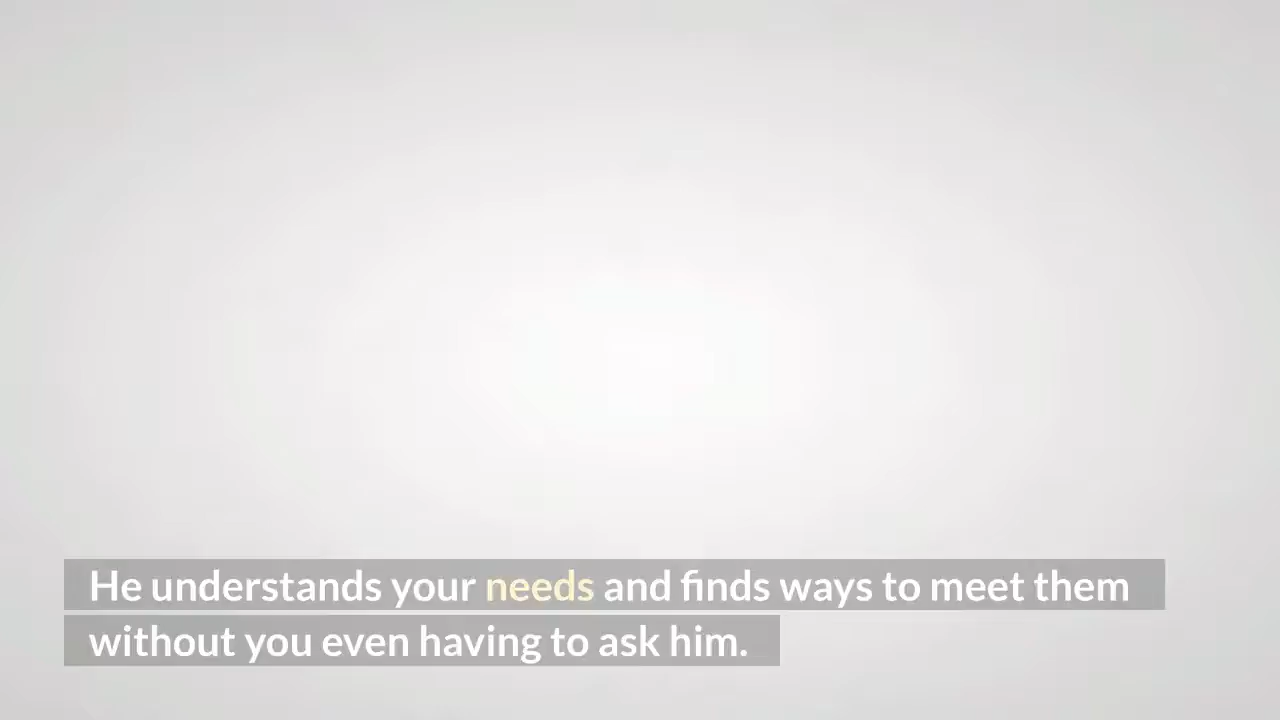 He understands your needs and finds ways to meet them
without you even having to ask him.